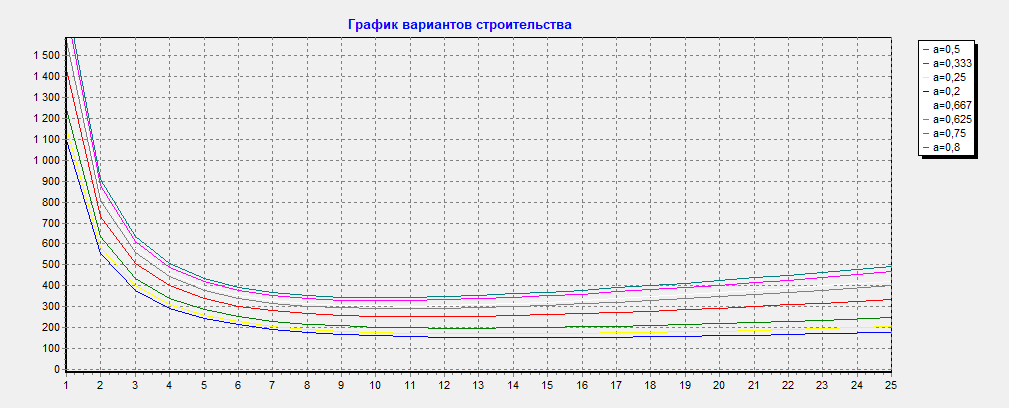 График вариантов строительства
1 500
1 400
1 300
1 200
1 100
1 000
900
800
700
600
500
400
300
200
100
0
1 2 3 4 5 6 7 8 9 10 11 12 13 14 15 16 17 18 19 20 21 22 23 24 25
a=0,5
a=0,333
a=0,25
a=0,2
a=0,667
a=0,625
a=0,75
a=0,8